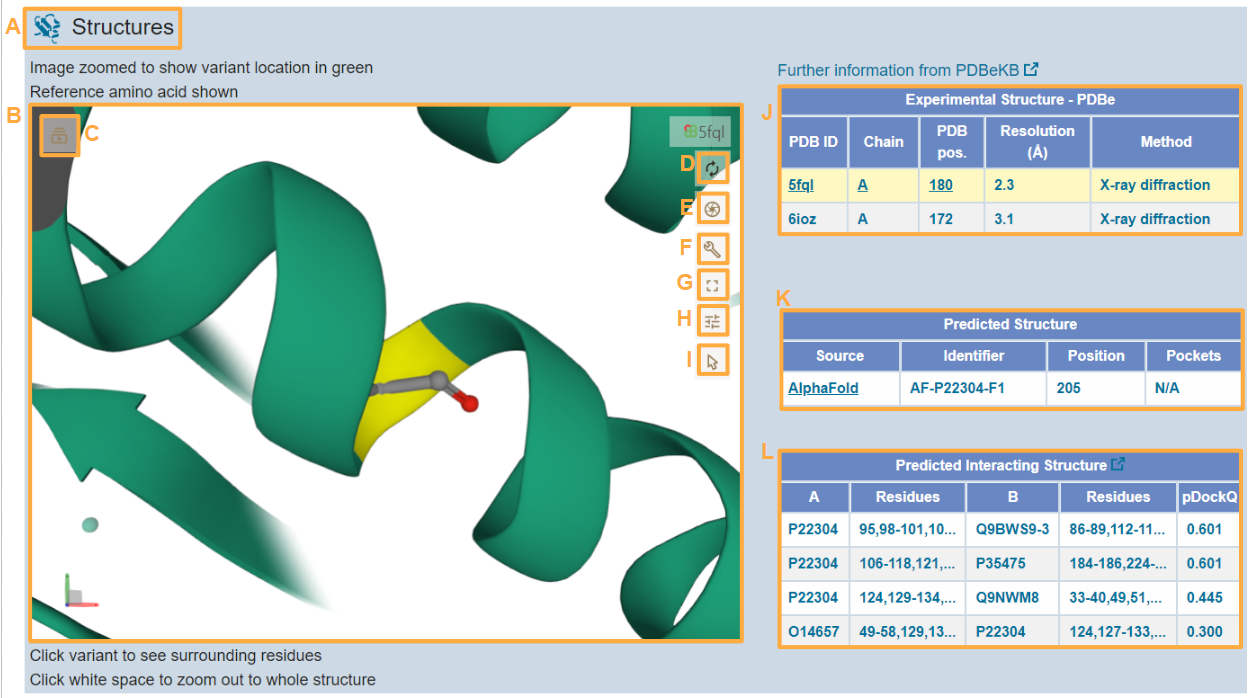 A Structures
Image zoomed to show variant location in green
Reference amino acid shown
B
C
5fql
D
E
F
G
H
I
Click variant to see surrounding residues
Click white space to zoom out to whole structure
Further information from PDBeKB
J
Experimental Structure - PDBe
PDB ID Chain PDB pos. Resolution (Å) Method
5fql A 180 2.3 X-ray diffraction
6ioz A 172 3.1 X-ray diffraction
K
Predicted Structure
Source Identifier Position Pockets
AlphaFold AF-P22304-F1 205 N/A
L
Predicted Interacting Structure
A Residues B Residues pDockQ
P22304 95,98-101,10... Q9BWS9-3 86-89,112-11... 0.601
P22304 106-118,121,... P35475 184-186,224-... 0.601
P22304 124,129-134,... Q9NWM8 33-40,49,51,... 0.445
O14657 49-58,129,13... P22304 124,127-133,... 0.300